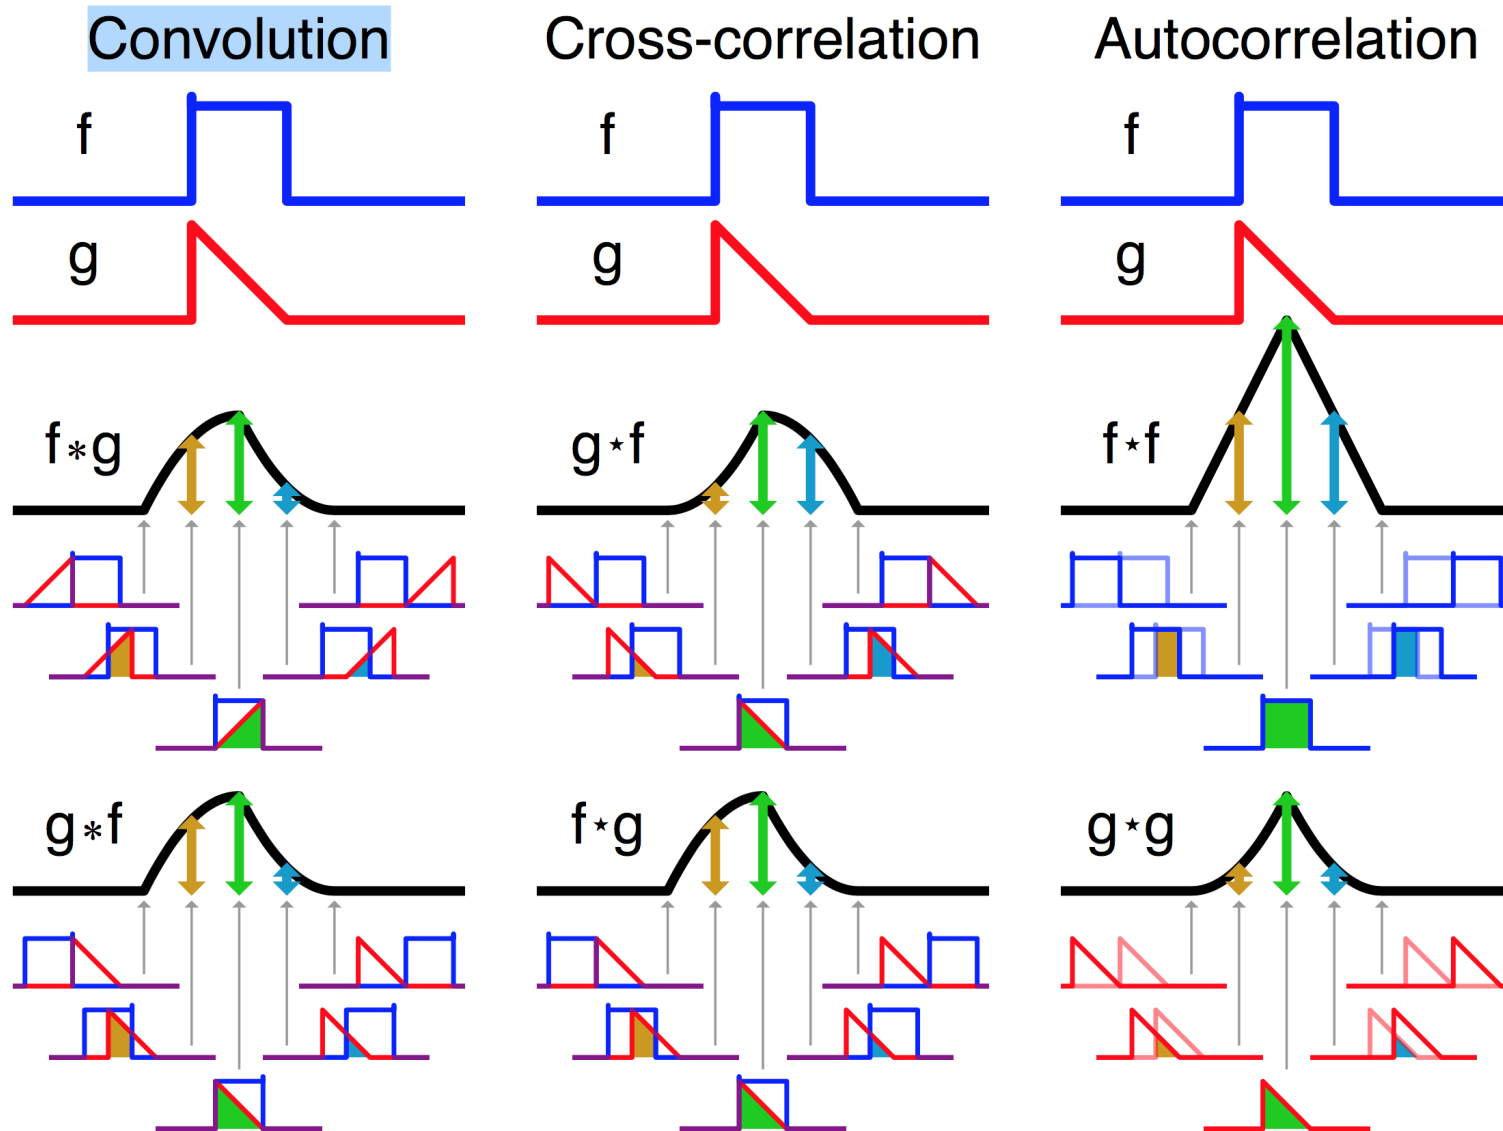 Convolution Cross-correlation Autocorrelation
f f f
g g g
f∗g g⋆f f⋆f
g∗f f⋆g g⋆g